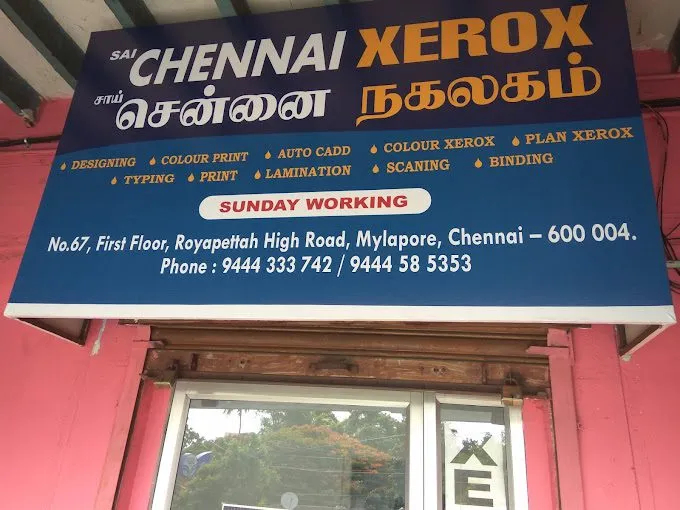 SAI CHENNAI XEROX
சாய் சென்னை நகலகம்
DESIGNING COLOUR PRINT AUTO CADD COLOUR XEROX PLAN XEROX
TYPING PRINT LAMINATION SCANING BINDING
SUNDAY WORKING
No.67, First Floor, Royapettah High Road, Mylapore, Chennai – 600 004.
Phone : 9444 333 742 / 9444 58 5353
X
E